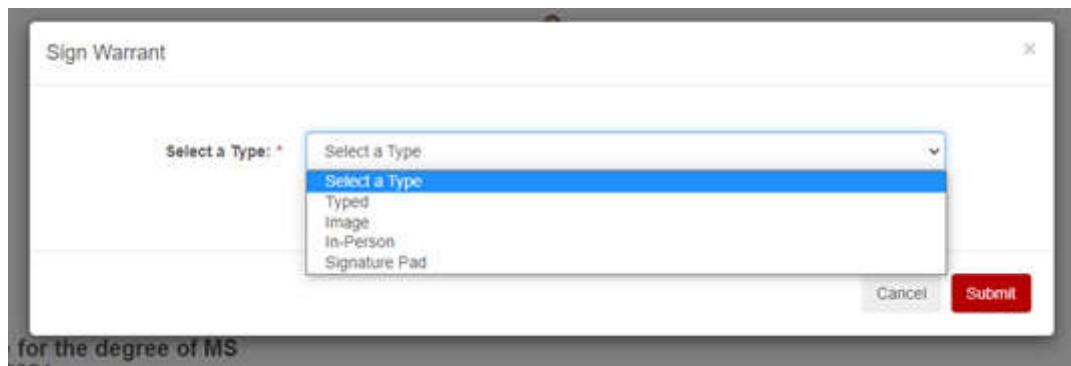 Sign Warrant ×
Select a Type: * Select a Type
Select a Type
Typed
Image
In-Person
Signature Pad
Cancel Submit
for the degree of MS